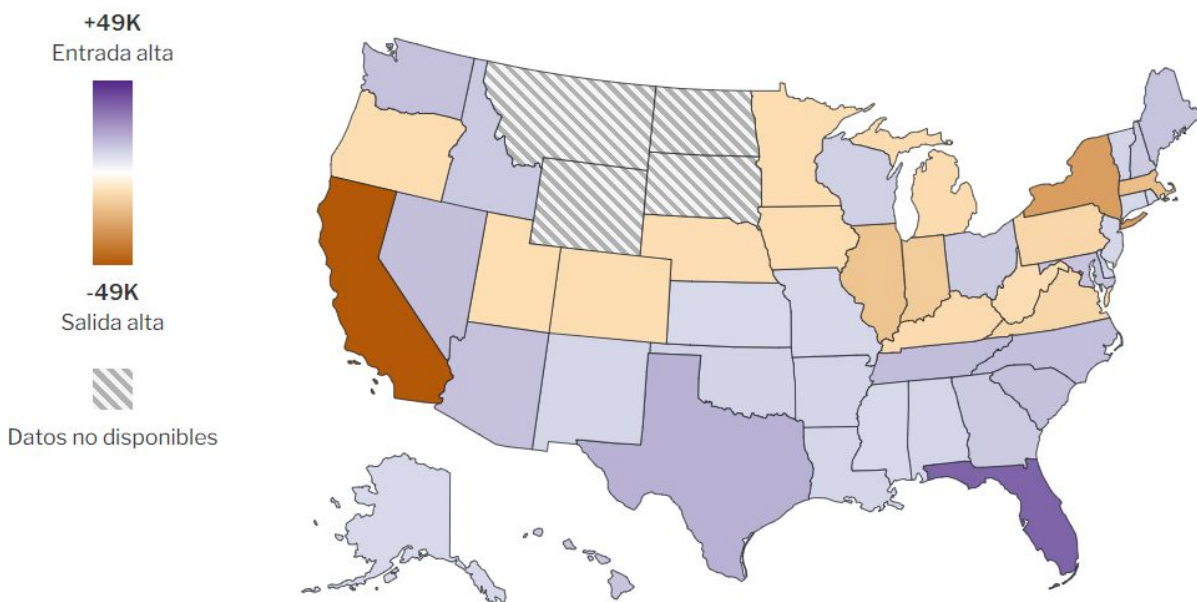 +49K
Entrada alta
-49K
Salida alta
Datos no disponibles